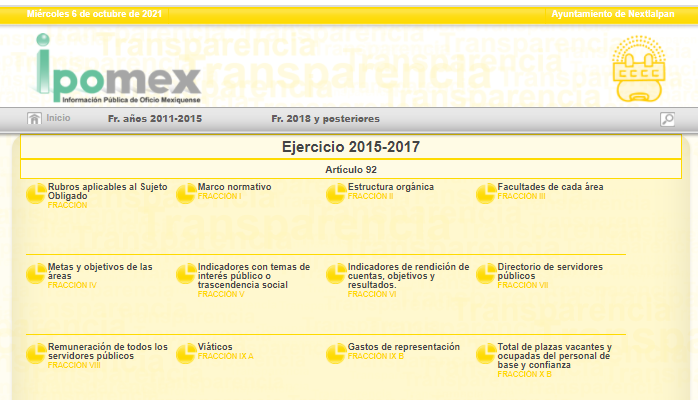 Miércoles 6 de octubre de 2021
Ayuntamiento de Nextlalpan
Transparencia
Transparencia
ipomex
Información Pública de Oficio Mexiquense
Inicio
Fr. años 2011-2015
Fr. 2018 y posteriores
Ejercicio 2015-2017
Artículo 92
Rubros aplicables al Sujeto
Obligado
FRACCIÓN
Marco normativo
FRACCIÓN I
Estructura orgánica
FRACCIÓN II
Facultades de cada área
FRACCIÓN III
Metas y objetivos de las
áreas
FRACCIÓN IV
Indicadores con temas de
interés público o
trascendencia social
FRACCIÓN V
Indicadores de rendición de
cuentas, objetivos y
resultados.
FRACCIÓN VI
Directorio de servidores
públicos
FRACCIÓN VII
Remuneración de todos los
servidores públicos
FRACCIÓN VIII
Viáticos
FRACCIÓN IX A
Gastos de representación
FRACCIÓN IX B
Total de plazas vacantes y
ocupadas del personal de
base y confianza
FRACCIÓN X B